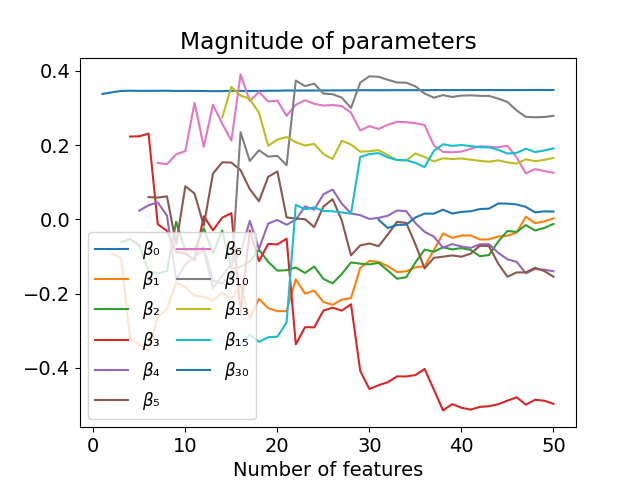 Magnitude of parameters
0.4
0.2
0.0
−0.2
−0.4
β₀
β₁
β₂
β₃
β₄
β₅
β₆
β₁₀
β₁₃
β₁₅
β₃₀
0 10 20 30 40 50
Number of features